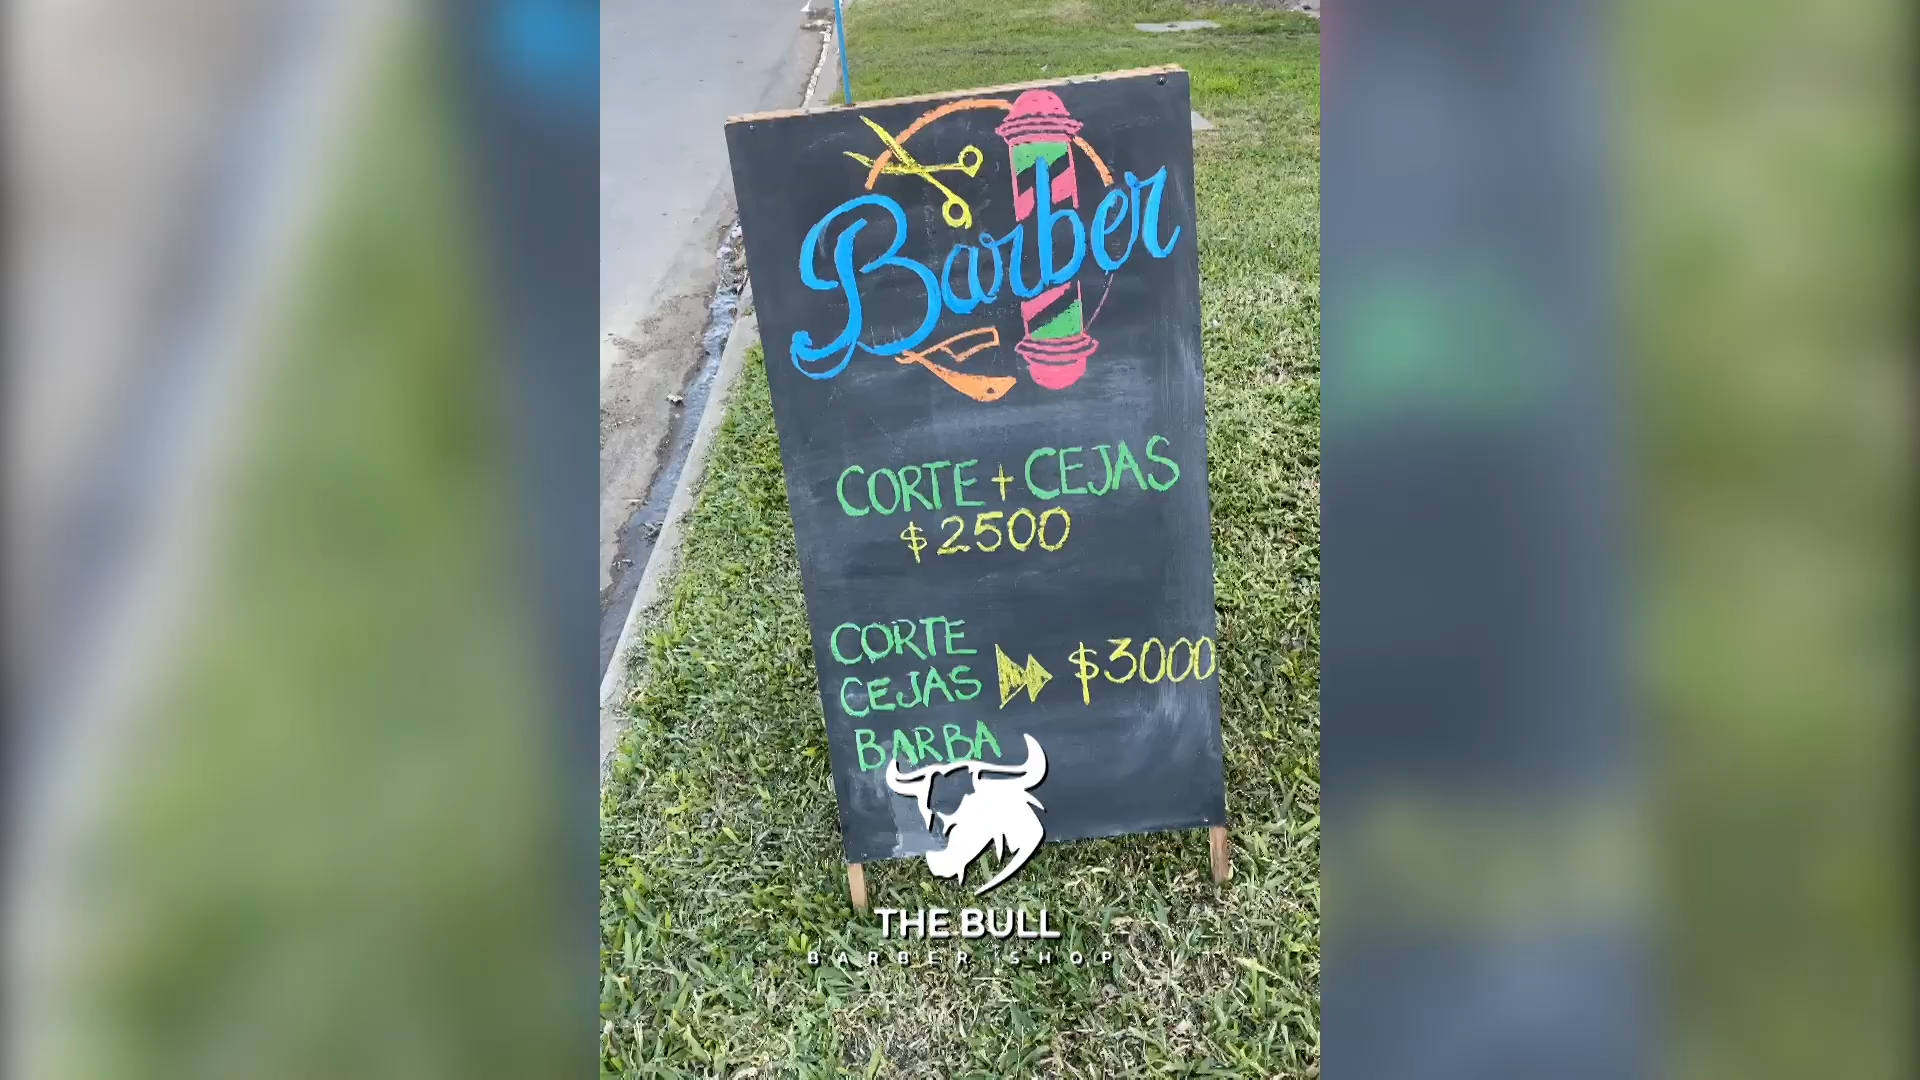 Barber
CORTE + CEJAS
$2500
CORTE
CEJAS
$3000
BARBA
THE BULL
BARBER SHOP